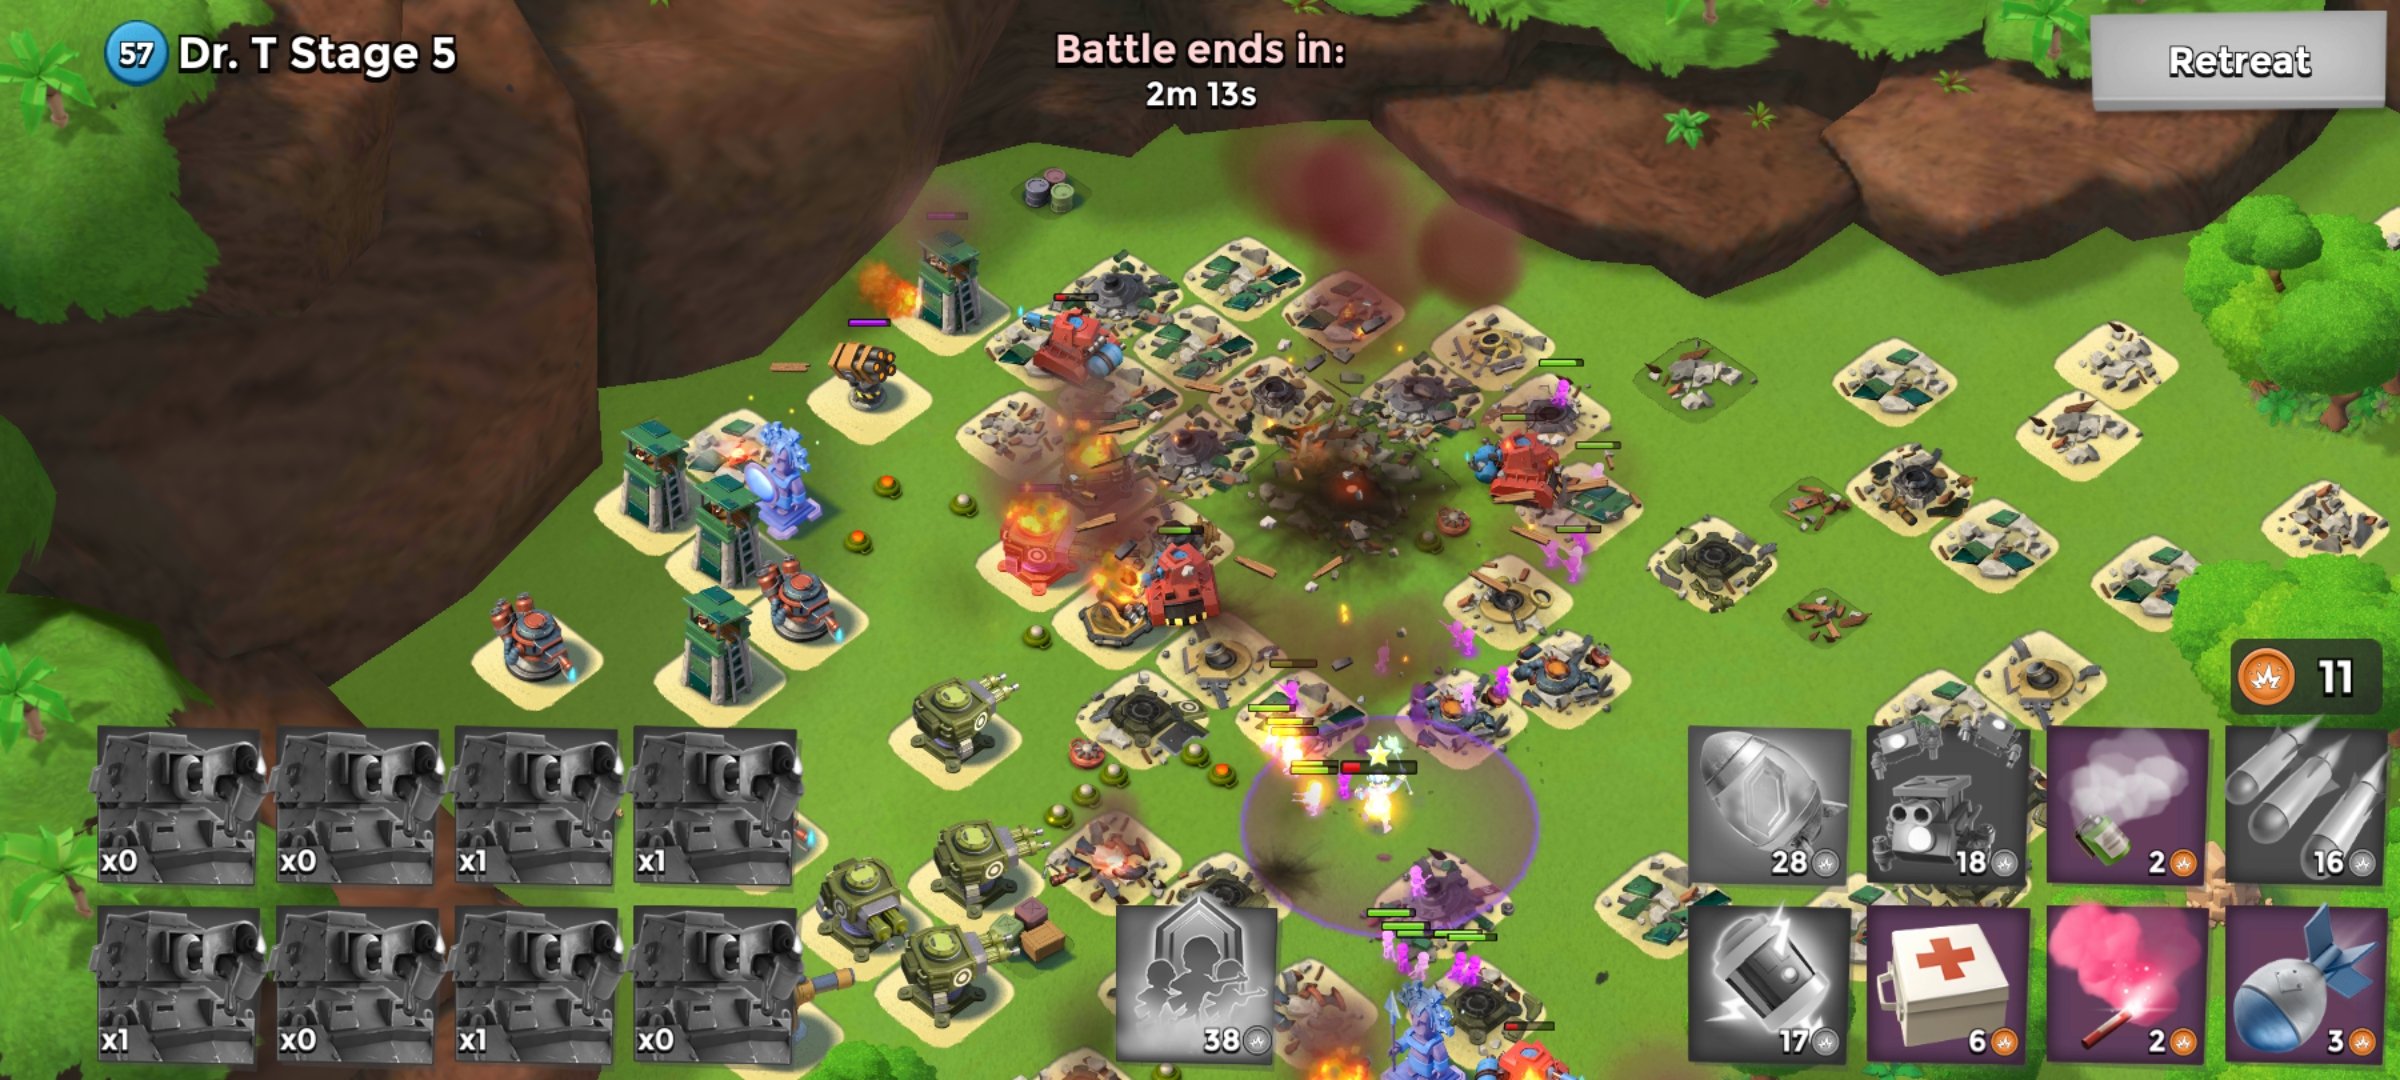 57 Dr. T Stage 5
Battle ends in:
2m 13s
Retreat
11
x0 x0 x1 x1
28 18 2 16
x1 x0 x1 x0
38
17 6 2 3